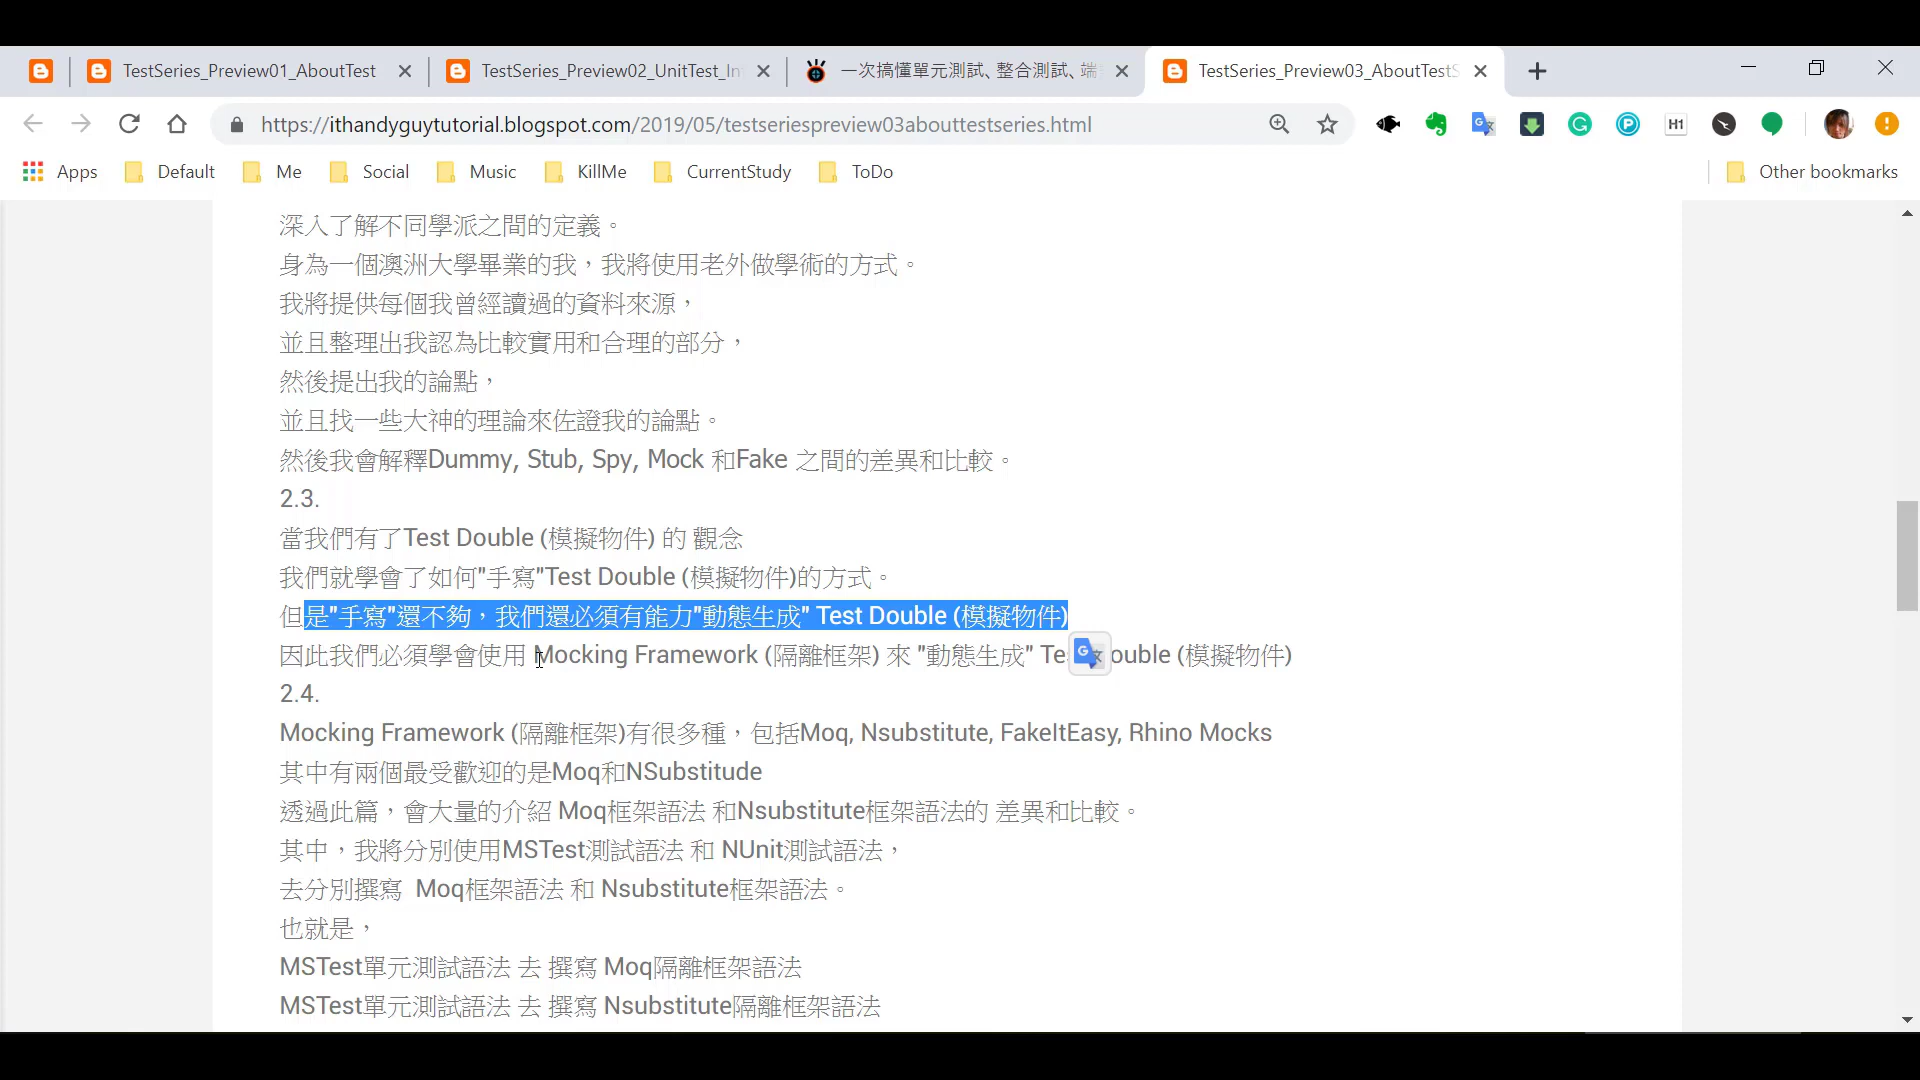 TestSeries_Preview01_AboutTest
TestSeries_Preview02_UnitTest_In
一次搞懂單元測試、整合測試、端
TestSeries_Preview03_AboutTestS
https://ithandyguytutorial.blogspot.com/2019/05/testseriespreview03abouttestseries.html
H1
Apps
Default
Me
Social
Music
KillMe
CurrentStudy
ToDo
Other bookmarks
深入了解不同學派之間的定義。
身為一個澳洲大學畢業的我，我將使用老外做學術的方式。
我將提供每個我曾經讀過的資料來源，
並且整理出我認為比較實用和合理的部分，
然後提出我的論點，
並且找一些大神的理論來佐證我的論點。
然後我會解釋Dummy, Stub, Spy, Mock 和Fake 之間的差異和比較。
2.3.
當我們有了Test Double (模擬物件) 的 觀念
我們就學會了如何"手寫"Test Double (模擬物件)的方式。
但是"手寫"還不夠，我們還必須有能力"動態生成" Test Double (模擬物件)
因此我們必須學會使用 Mocking Framework (隔離框架) 來 "動態生成" Te ouble (模擬物件)
2.4.
Mocking Framework (隔離框架)有很多種，包括Moq, Nsubstitute, FakeItEasy, Rhino Mocks
其中有兩個最受歡迎的是Moq和NSubstitude
透過此篇，會大量的介紹 Moq框架語法 和Nsubstitute框架語法的 差異和比較。
其中，我將分別使用MSTest測試語法 和 NUnit測試語法，
去分別撰寫 Moq框架語法 和 Nsubstitute框架語法。
也就是，
MSTest單元測試語法 去 撰寫 Moq隔離框架語法
MSTest單元測試語法 去 撰寫 Nsubstitute隔離框架語法